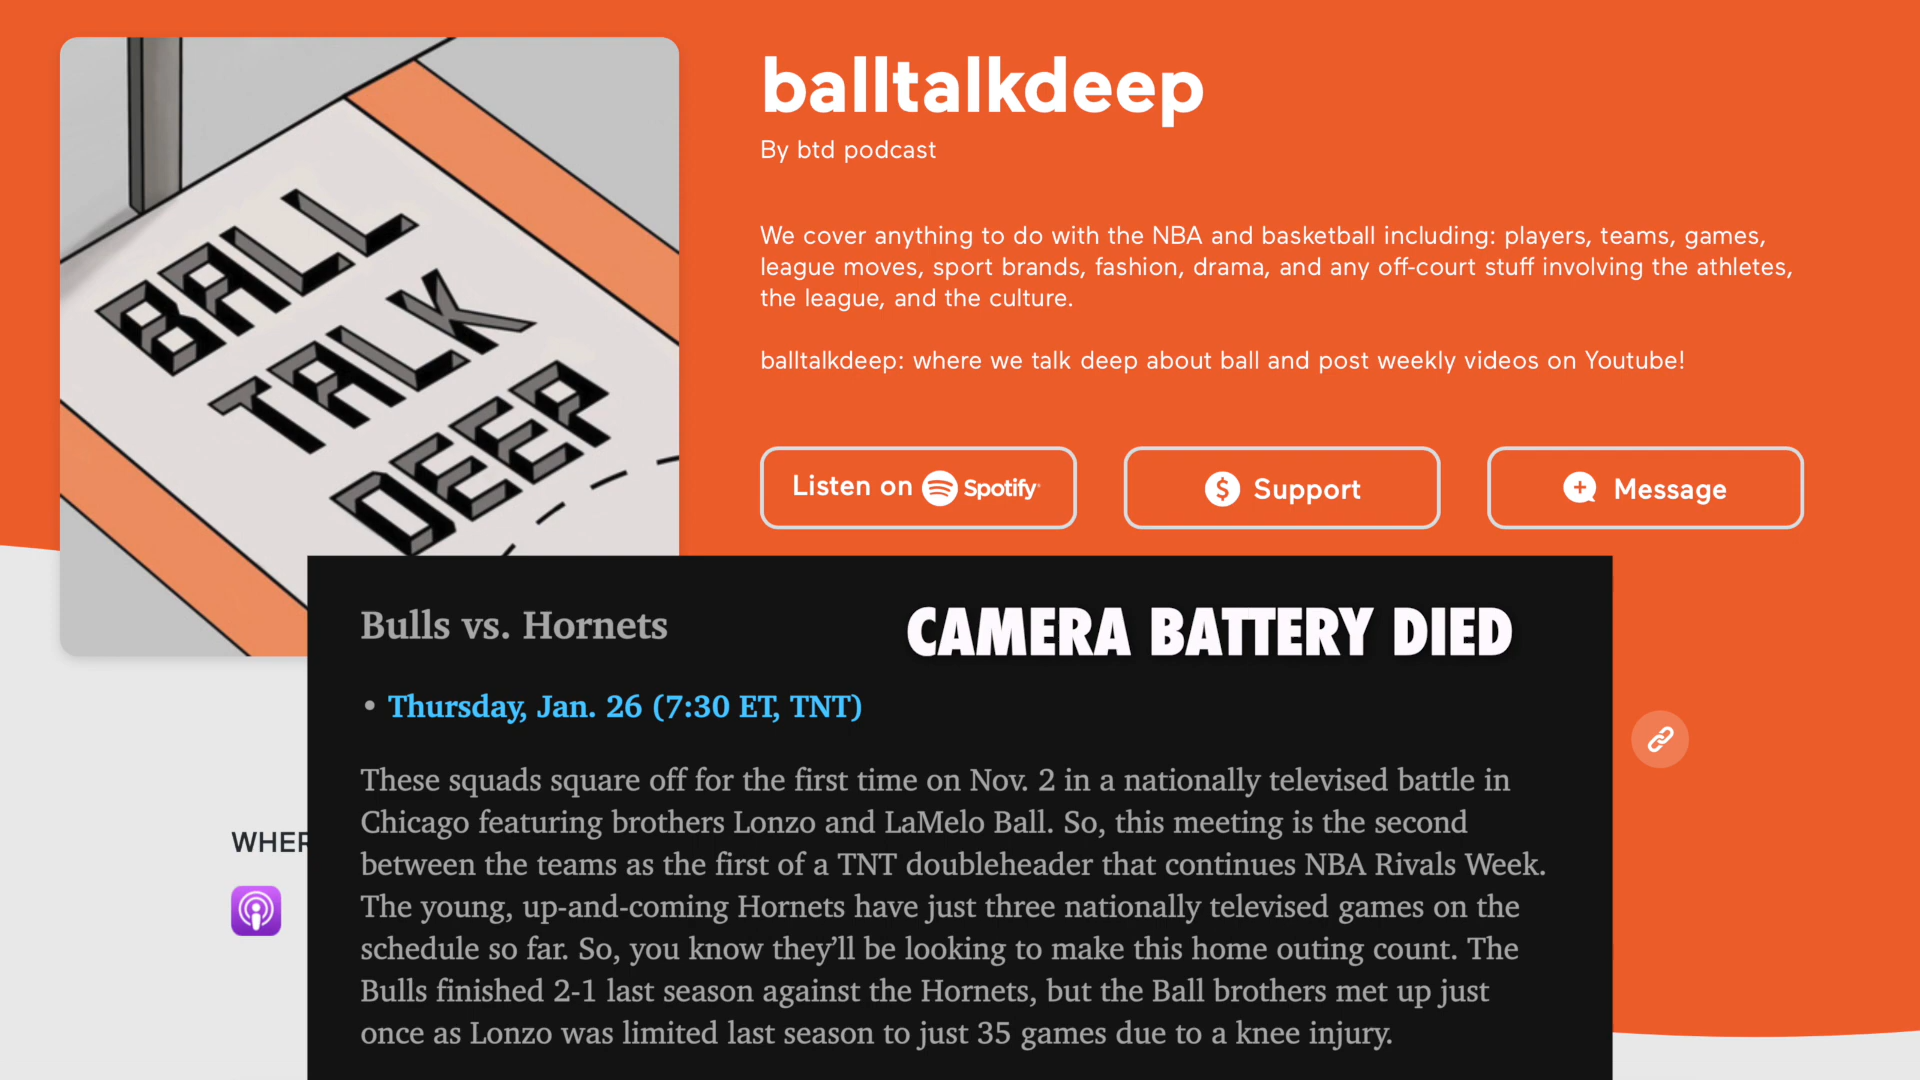 BALL
TALK
DEEP
balltalkdeep
By btd podcast
We cover anything to do with the NBA and basketball including: players, teams, games,
league moves, sport brands, fashion, drama, and any off-court stuff involving the athletes,
the league, and the culture.
balltalkdeep: where we talk deep about ball and post weekly videos on Youtube!
Listen on Spotify
Support
Message
Bulls vs. Hornets
CAMERA BATTERY DIED
• Thursday, Jan. 26 (7:30 ET, TNT)
These squads square off for the first time on Nov. 2 in a nationally televised battle in
Chicago featuring brothers Lonzo and LaMelo Ball. So, this meeting is the second
between the teams as the first of a TNT doubleheader that continues NBA Rivals Week.
The young, up-and-coming Hornets have just three nationally televised games on the
schedule so far. So, you know they’ll be looking to make this home outing count. The
Bulls finished 2-1 last season against the Hornets, but the Ball brothers met up just
once as Lonzo was limited last season to just 35 games due to a knee injury.